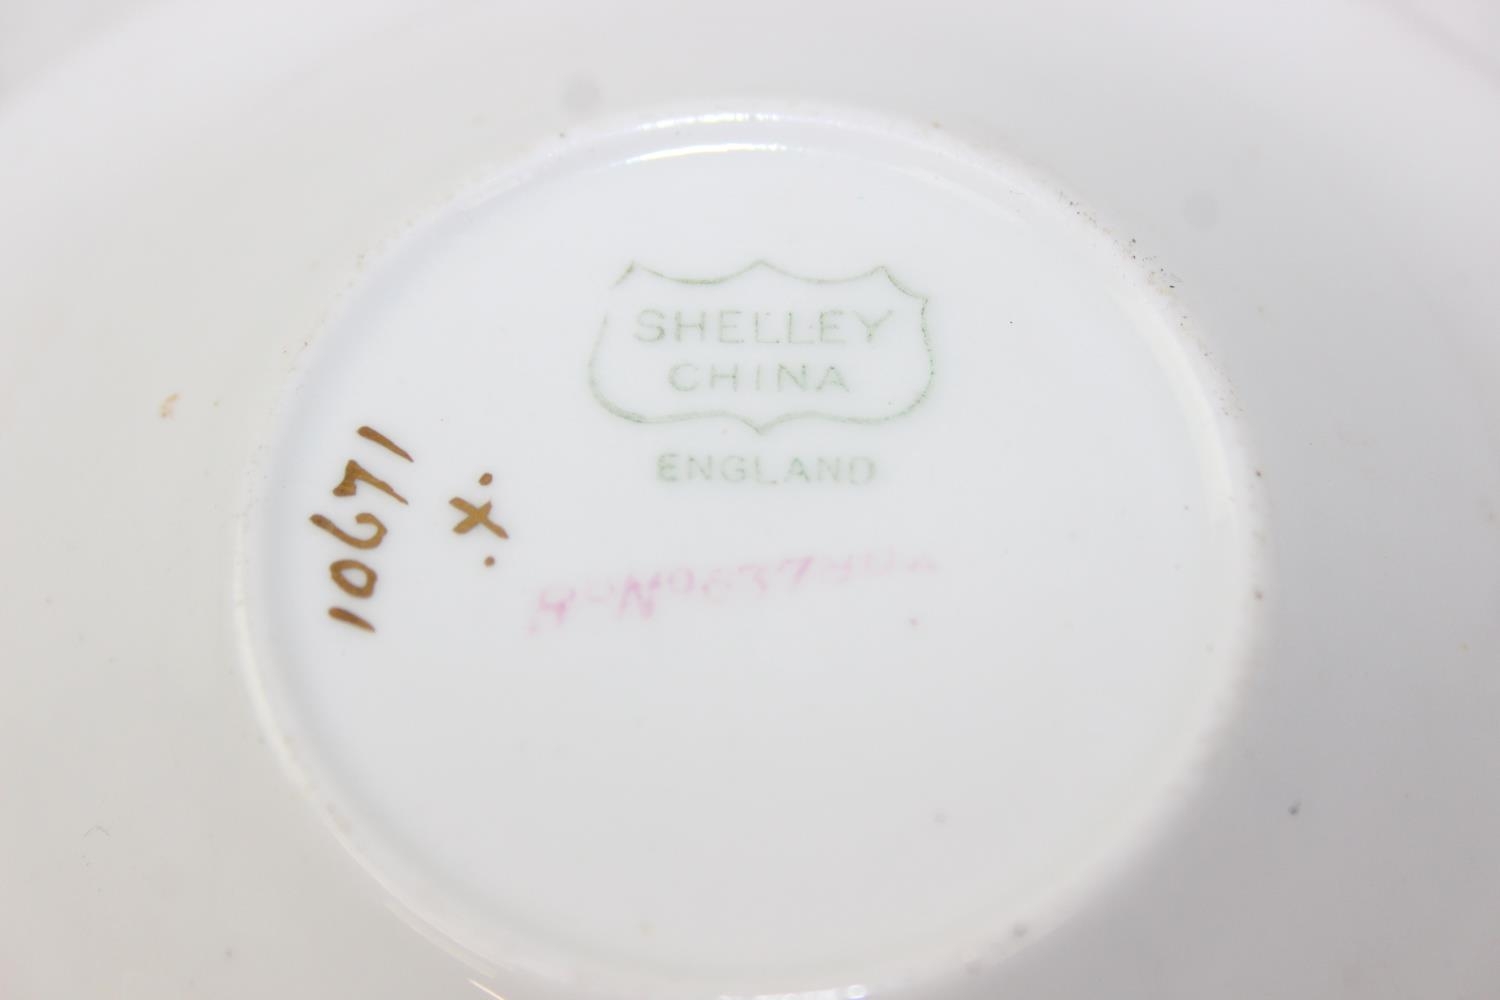 SHELLEY
CHINA
ENGLAND
10671
.X.